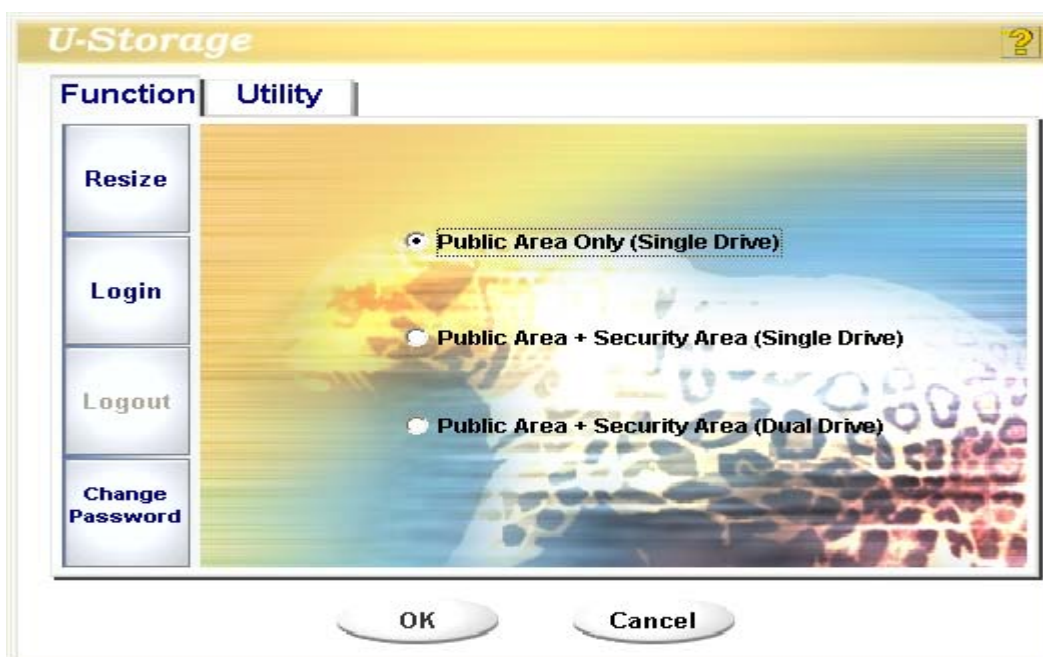 U-Storage
?
Function
Utility
Resize
Login
Logout
Change
Password
Public Area Only (Single Drive)
Public Area + Security Area (Single Drive)
Public Area + Security Area (Dual Drive)
OK
Cancel